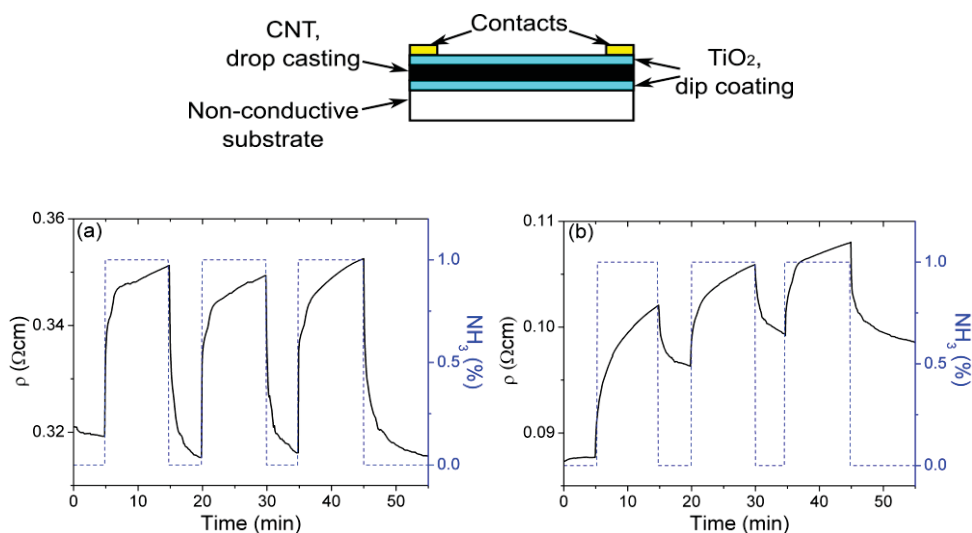 CNT,
drop casting
Contacts
TiO₂,
dip coating
Non-conductive
substrate
(a)
0.36
0.34
0.32
ρ (Ωcm)
0 10 20 30 40 50
Time (min)
1.0
0.5
0.0
NH₃ (%)
(b)
0.11
0.10
0.09
ρ (Ωcm)
0 10 20 30 40 50
Time (min)
1.0
0.5
0.0
NH₃ (%)